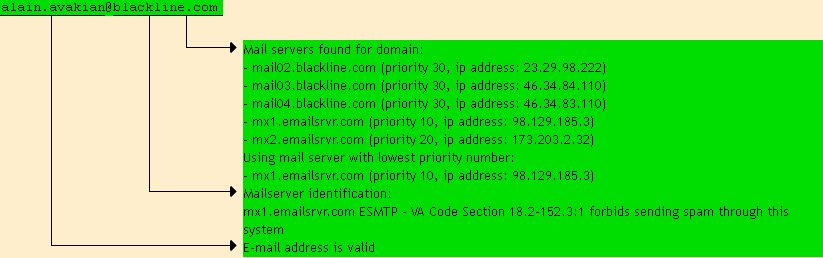 alain.avakian@blackline.com
Mail servers found for domain:
- mail02.blackline.com (priority 30, ip address: 23.29.98.222)
- mail03.blackline.com (priority 30, ip address: 46.34.84.110)
- mail04.blackline.com (priority 30, ip address: 46.34.83.110)
- mx1.emailsrvr.com (priority 10, ip address: 98.129.185.3)
- mx2.emailsrvr.com (priority 20, ip address: 173.203.2.32)
Using mail server with lowest priority number:
- mx1.emailsrvr.com (priority 10, ip address: 98.129.185.3)
Mailserver identification:
mx1.emailsrvr.com ESMTP - VA Code Section 18.2-152.3:1 forbids sending spam through this
system
E-mail address is valid